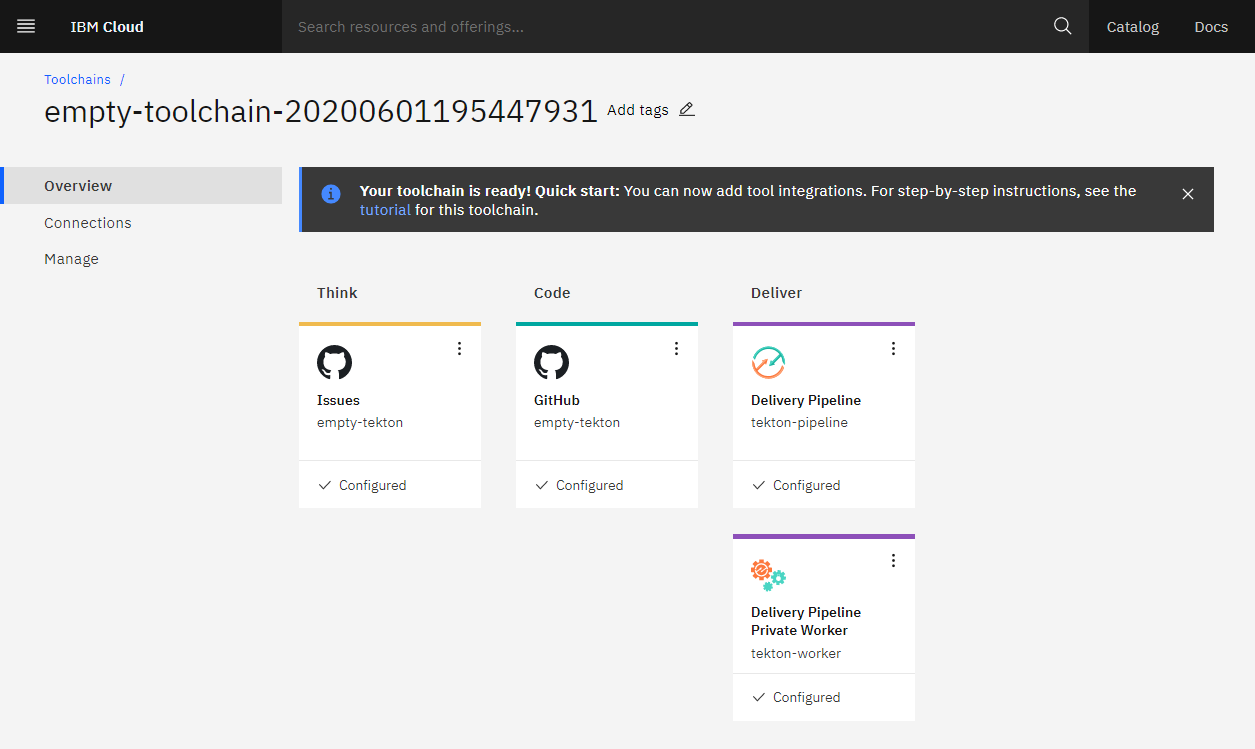 IBM Cloud
Search resources and offerings...
Catalog
Docs
Toolchains /
empty-toolchain-20200601195447931
Add tags
Overview
Connections
Manage
Your toolchain is ready! Quick start: You can now add tool integrations. For step-by-step instructions, see the
tutorial for this toolchain.
Think
Issues
empty-tekton
Configured
Code
GitHub
empty-tekton
Configured
Deliver
Delivery Pipeline
tekton-pipeline
Configured
Delivery Pipeline
Private Worker
tekton-worker
Configured